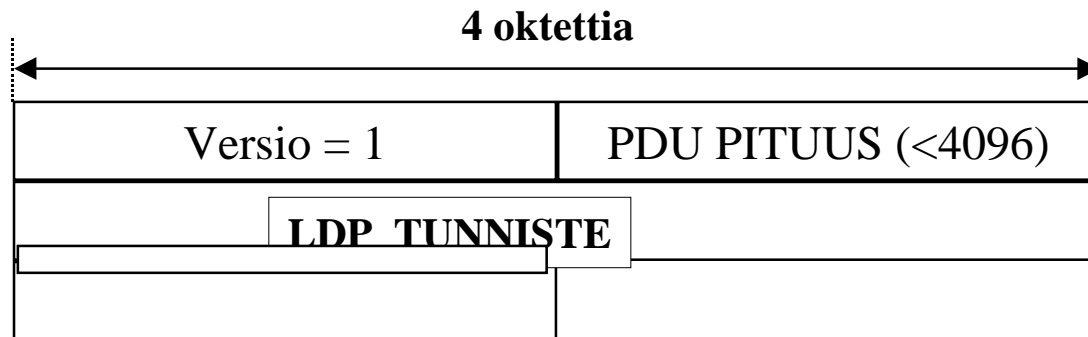 4 oktettia
Versio = 1 PDU PITUUS (<4096)
LDP TUNNISTE